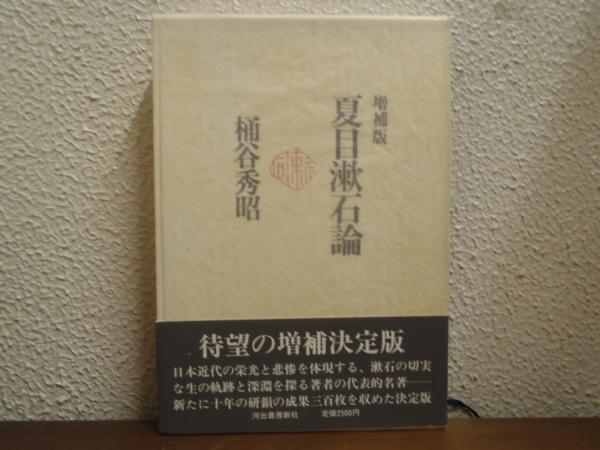 増補版
夏目漱石論
桶谷秀昭
待望の増補決定版
日本近代の栄光と悲惨を体現する、漱石の切実
な生の軌跡と深淵を探る著者の代表的名著──
新たに十年の研鑽の成果三百枚を収めた決定版
河出書房新社 定価2500円